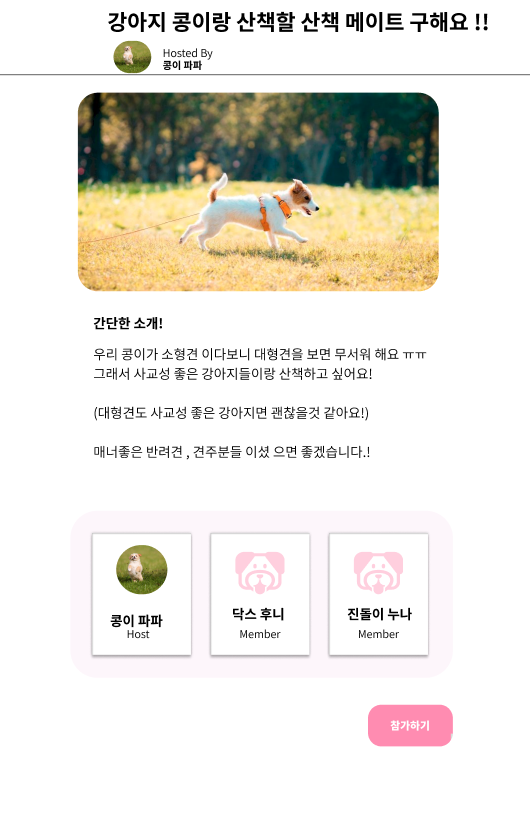 강아지 콩이랑 산책할 산책 메이트 구해요 !!
Hosted By
콩이 파파
간단한 소개!
우리 콩이가 소형견 이다보니 대형견을 보면 무서워 해요 ㅠㅠ
그래서 사교성 좋은 강아지들이랑 산책하고 싶어요!
(대형견도 사교성 좋은 강아지면 괜찮을것 같아요!)
매너좋은 반려견 , 견주분들 이셨 으면 좋겠습니다.!
콩이 파파
Host
닥스 후니
Member
진돌이 누나
Member
참가하기